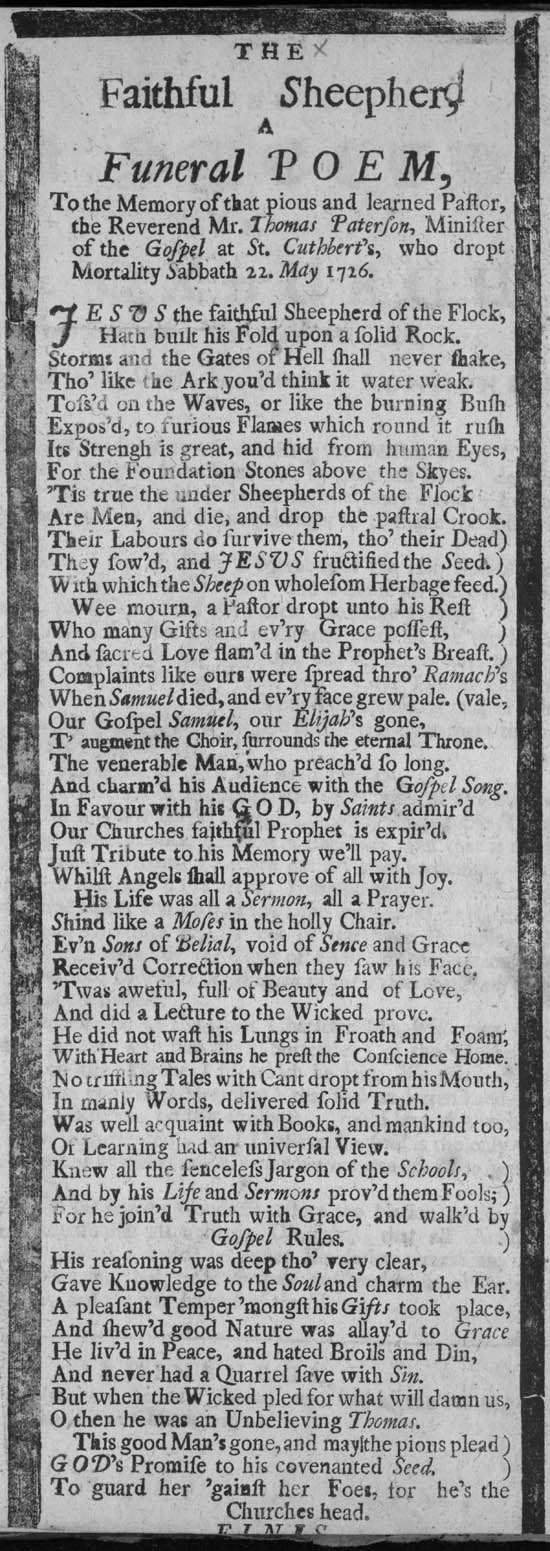 THE
Faithful Sheepherd
A
Funeral POEM,
To the Memory of that pious and learned Paſtor,
the Reverend Mr. Thomas Paterſon, Miniſter
of the Goſpel at St. Cuthbert's, who dropt
Mortality Sabbath 22. May 1726.
JESUS the faithful Sheepherd of the Flock,
Hath built his Fold upon a ſolid Rock.
Storms and the Gates of Hell ſhall never ſhake,
Tho' like the Ark you'd think it water weak.
Toſs'd on the Waves, or like the burning Buſh
Expos'd, to furious Flames which round it ruſh
Its Strengh is great, and hid from human Eyes,
For the Foundation Stones above the Skyes.
'Tis true the under Sheepherds of the Flock
Are Men, and die, and drop the paſtral Crook.
Their Labours do ſurvive them, tho' their Dead)
They ſow'd, and JESUS fructified the Seed.)
With which the Sheep on wholeſom Herbage feed.)
Wee mourn, a Paſtor dropt unto his Reſt )
Who many Gifts and ev'ry Grace poſſeſt, )
And ſacred Love flam'd in the Prophet's Breaſt.)
Complaints like ours were ſpread thro' Ramach's
When Samuel died, and ev'ry face grew pale. (vale,
Our Goſpel Samuel, our Elijah's gone,
T' augment the Choir, ſurrounds the eternal Throne.
The venerable Man, who preach'd ſo long.
And charm'd his Audience with the Goſpel Song.
In Favour with his GOD, by Saints admir'd
Our Churches faithful Prophet is expir'd.
Juſt Tribute to his Memory we'll pay.
Whilſt Angels ſhall approve of all with Joy.
His Life was all a Sermon, all a Prayer.
Shind like a Moſes in the holly Chair.
Ev'n Sons of Belial, void of Sence and Grace
Receiv'd Correction when they ſaw his Face.
'Twas aweful, full of Beauty and of Love,
And did a Lecture to the Wicked prove.
He did not waſt his Lungs in Froath and Foam;
With Heart and Brains he preſt the Conſcience Home.
No triffling Tales with Cant dropt from his Mouth,
In manly Words, delivered ſolid Truth.
Was well acquaint with Books, and mankind too,
Of Learning had an univerſal View.
Knew all the ſenceleſs Jargon of the Schools, )
And by his Life and Sermons prov'd them Fools; )
For he join'd Truth with Grace, and walk'd by
Goſpel Rules. )
His reaſoning was deep tho' very clear,
Gave Knowledge to the Soul and charm the Ear.
A pleaſant Temper 'mongſt his Gifts took place,
And ſhew'd good Nature was allay'd to Grace
He liv'd in Peace, and hated Broils and Din,
And never had a Quarrel ſave with Sin.
But when the Wicked pled for what will damn us,
O then he was an Unbelieving Thomas.
This good Man's gone, and may the pious plead )
GOD's Promiſe to his covenanted Seed. )
To guard her 'gainſt her Foes, for he's the
Churches head.
FINIS